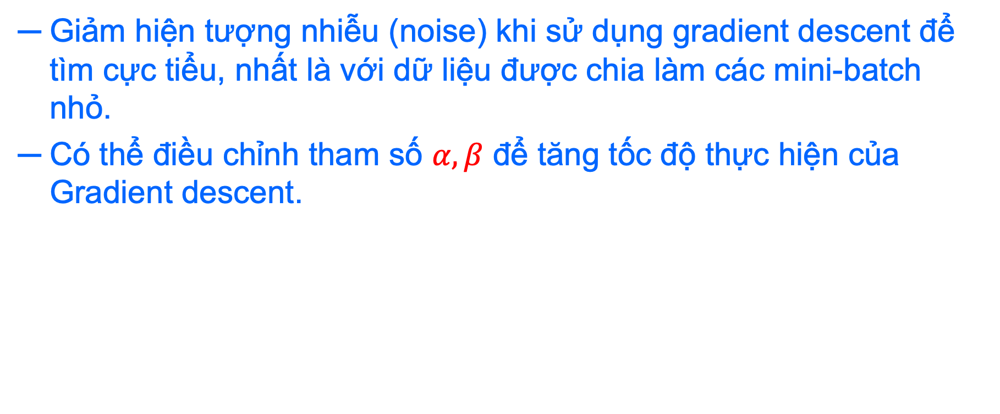 — Giảm hiện tượng nhiễu (noise) khi sử dụng gradient descent để
tìm cực tiểu, nhất là với dữ liệu được chia làm các mini-batch
nhỏ.
— Có thể điều chỉnh tham số α, β để tăng tốc độ thực hiện của
Gradient descent.